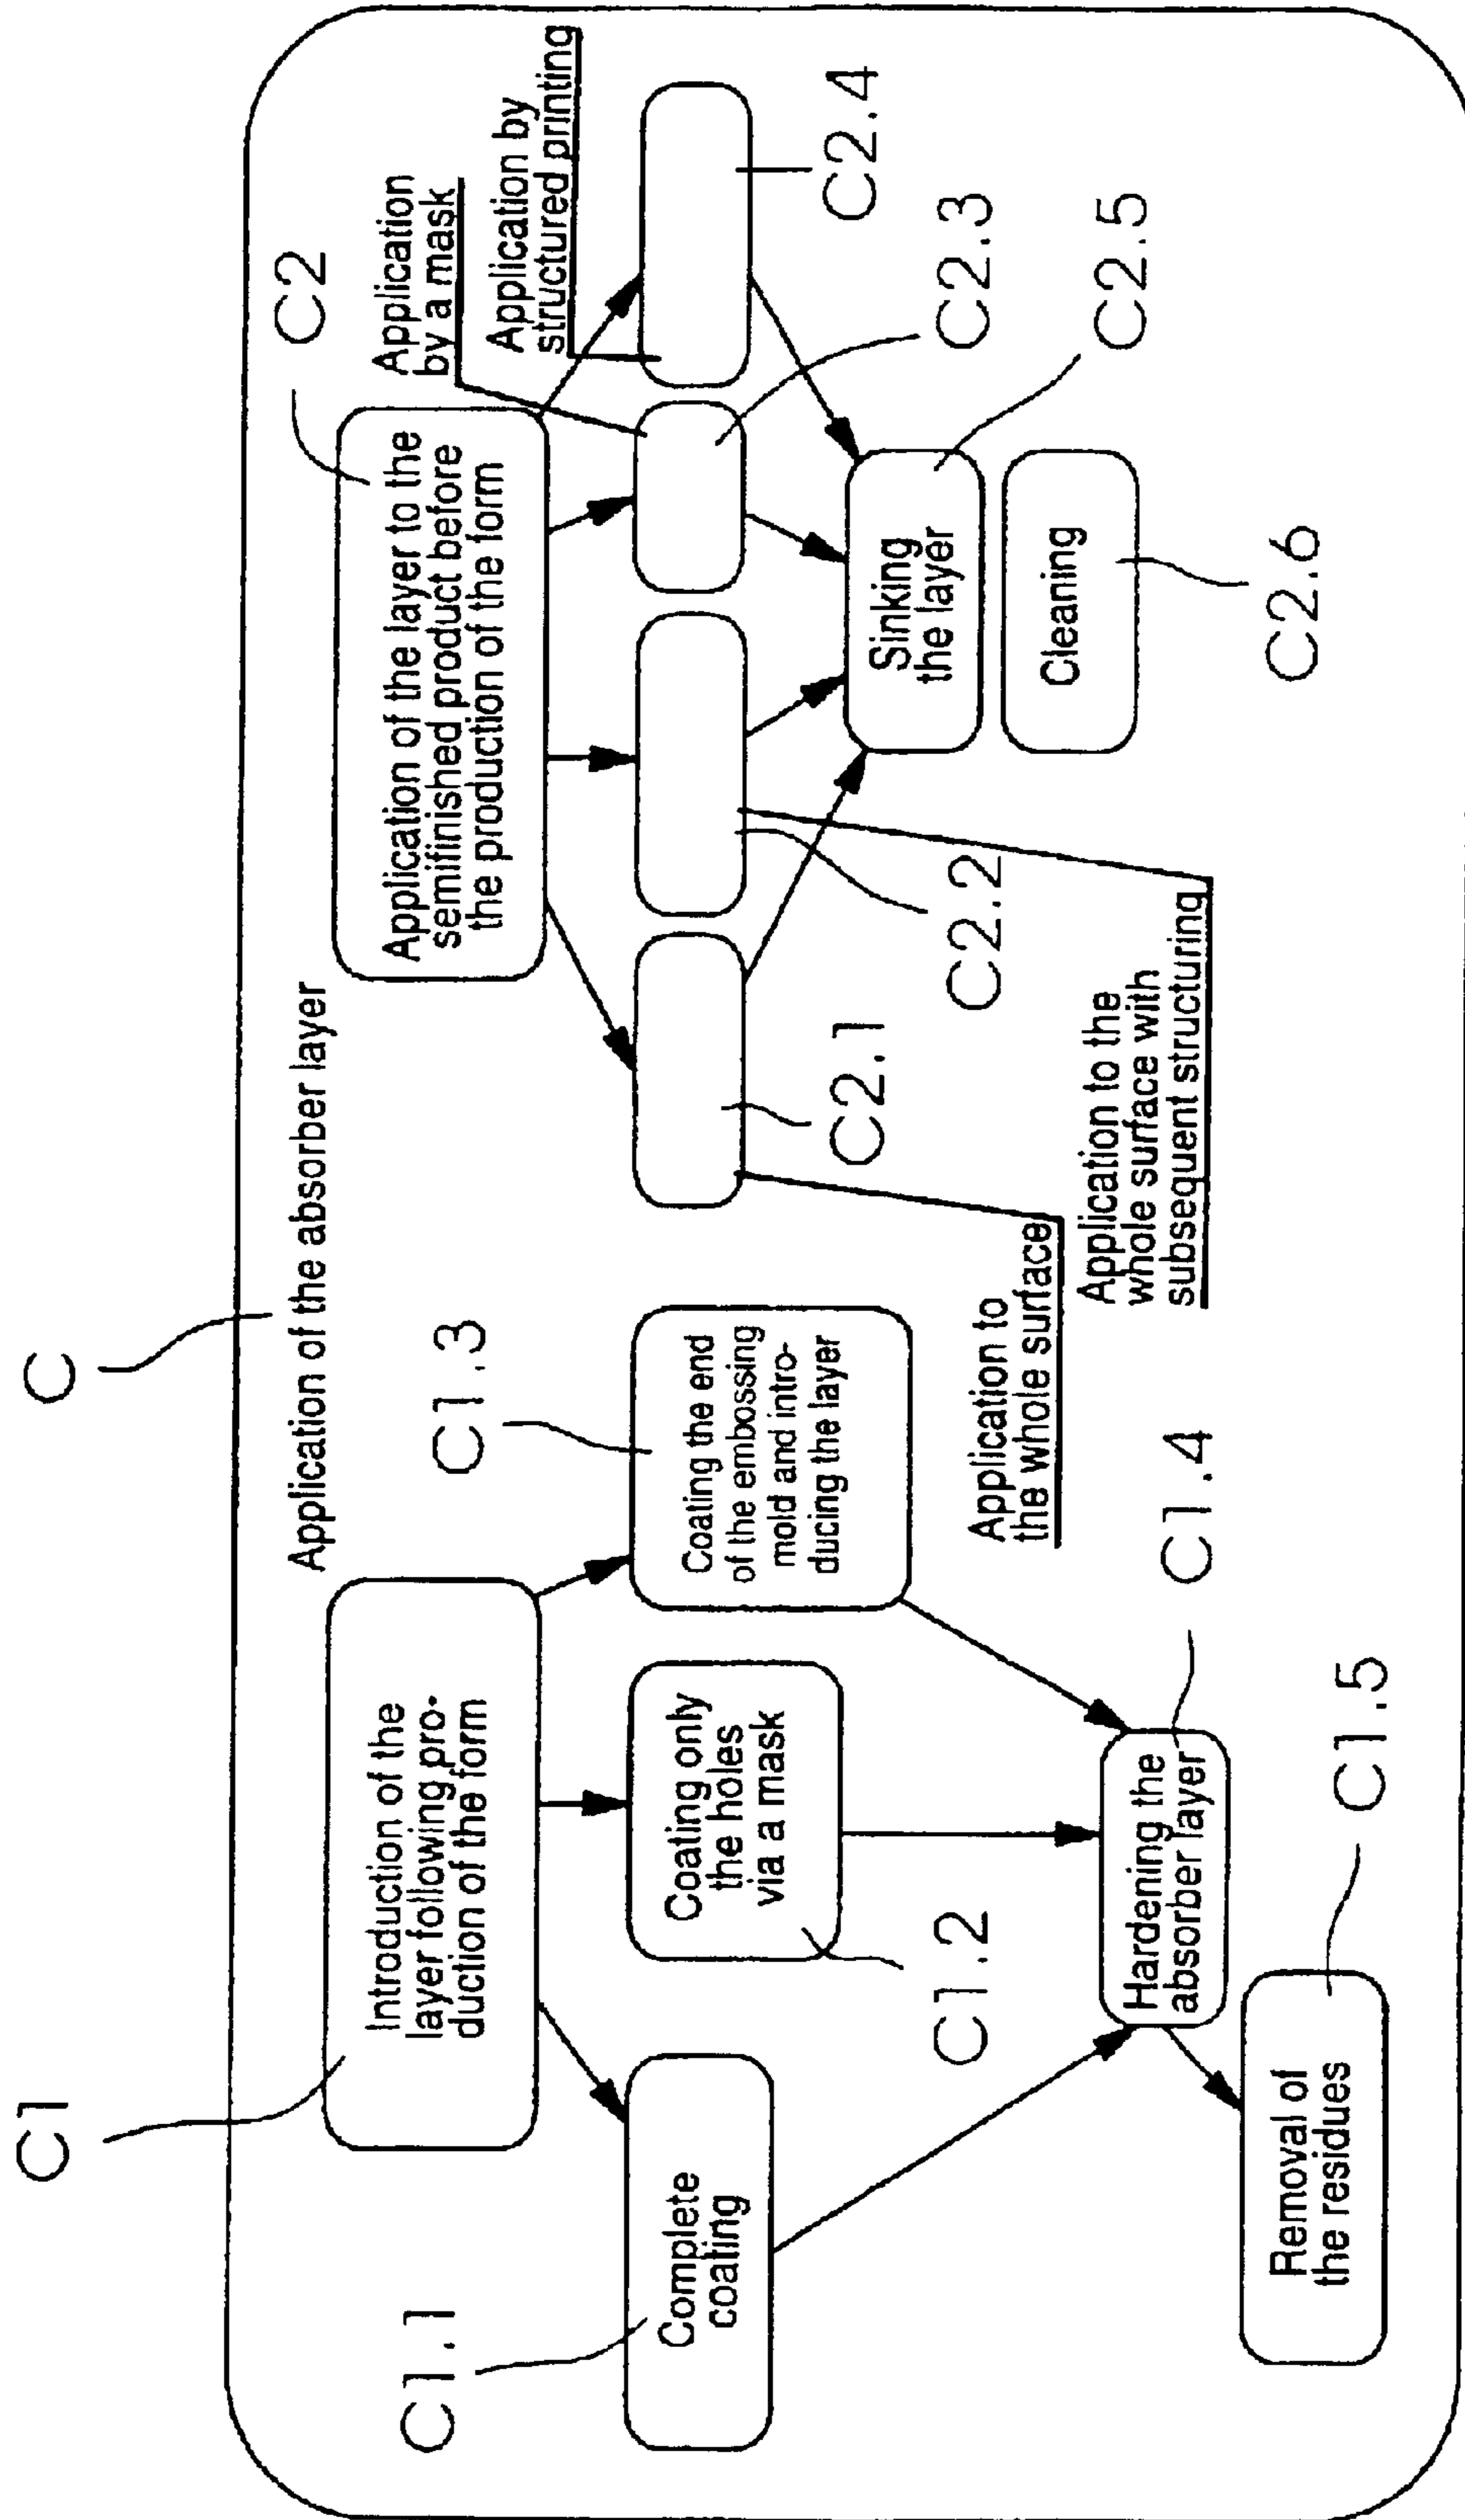 C
C1
Application of the absorber layer
C2
Introduction of the
layer following pro-
duction of the form
Application of the layer to the
semifinished product before
the production of the form
Application
by a mask
Application by
structured printing
C1.1
Complete
coating
Coating only
the holes
via a mask
C1.2
C1.3
Coating the end
of the embossing
mold and intro-
ducing the layer
C2.1
C2.2
C2.3
C2.4
Application to
the whole surface
Application to the
whole surface with
subsequent structuring
Sinking
the layer
C2.5
Cleaning
C2.6
Hardening the
absorber layer
C1.4
Removal of
the residues
C1.5